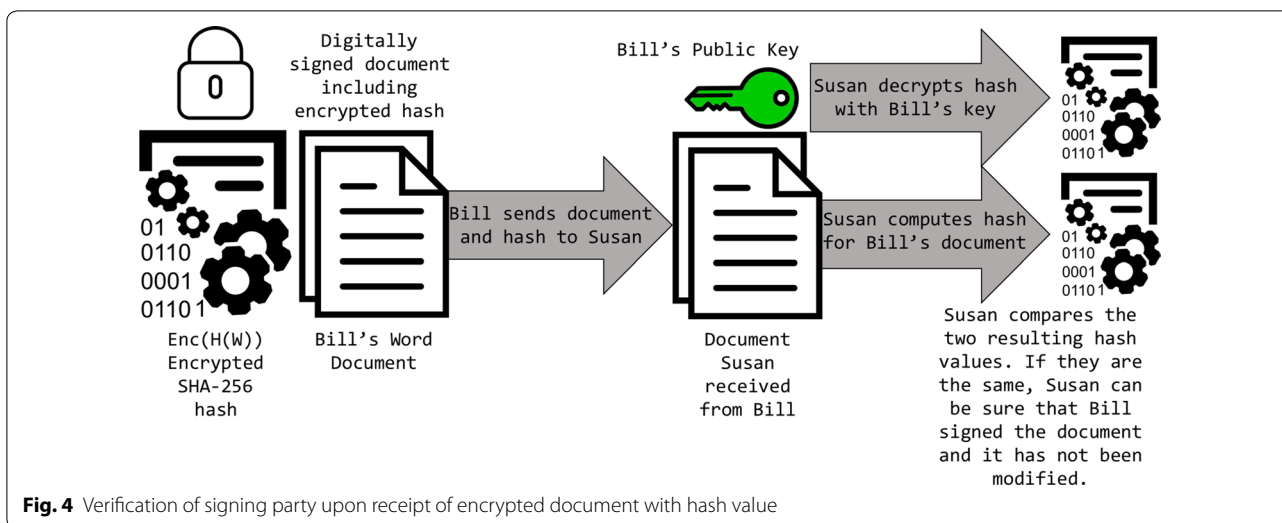 Digitally
signed document
including
encrypted hash
Bill's Public Key
Susan decrypts hash
with Bill's key
01
0110
0001
01101
Bill sends document
and hash to Susan
Susan computes hash
for Bill's document
01
0110
0001
01101
01
0110
0001
01101
Enc(H(W))
Encrypted
SHA-256
hash
Bill's Word
Document
Document
Susan
received
from Bill
Susan compares the
two resulting hash
values. If they are
the same, Susan can
be sure that Bill
signed the document
and it has not been
modified.
Fig. 4 Verification of signing party upon receipt of encrypted document with hash value